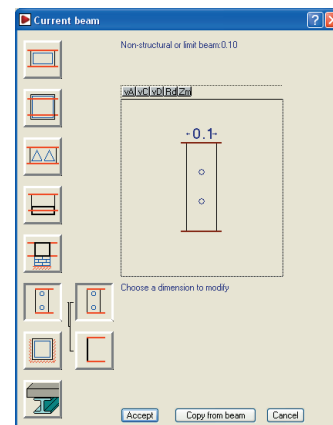 Current beam
Non-structural or limit beam:0.10
vA vC vD Rd Zm
-0.1-
Choose a dimension to modify
Accept Copy from beam Cancel